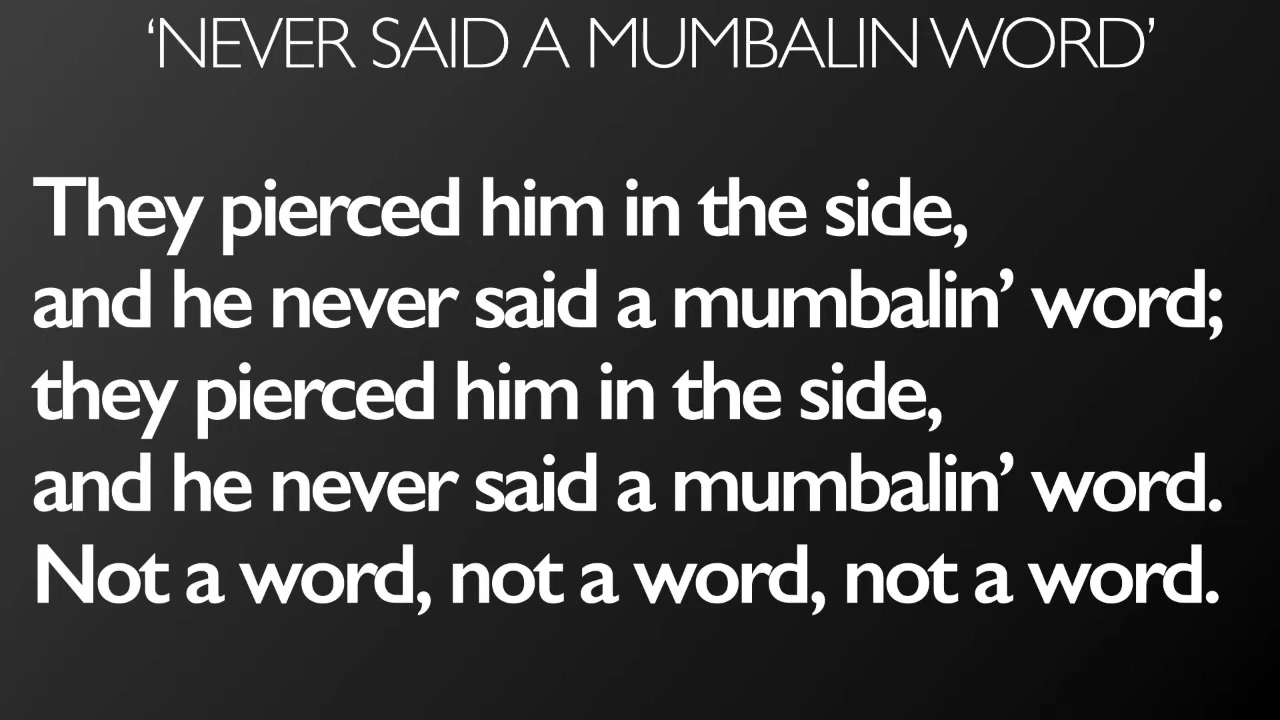 ‘NEVER SAID A MUMBALIN WORD’
They pierced him in the side,
and he never said a mumbalin’ word;
they pierced him in the side,
and he never said a mumbalin’ word.
Not a word, not a word, not a word.